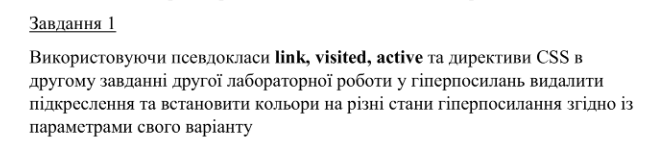 Завдання 1
Використовуючи псевдокласи link, visited, active та директиви CSS в
другому завданні другої лабораторної роботи у гіперпосилань видалити
підкреслення та встановити кольори на різні стани гіперпосилання згідно із
параметрами свого варіанту